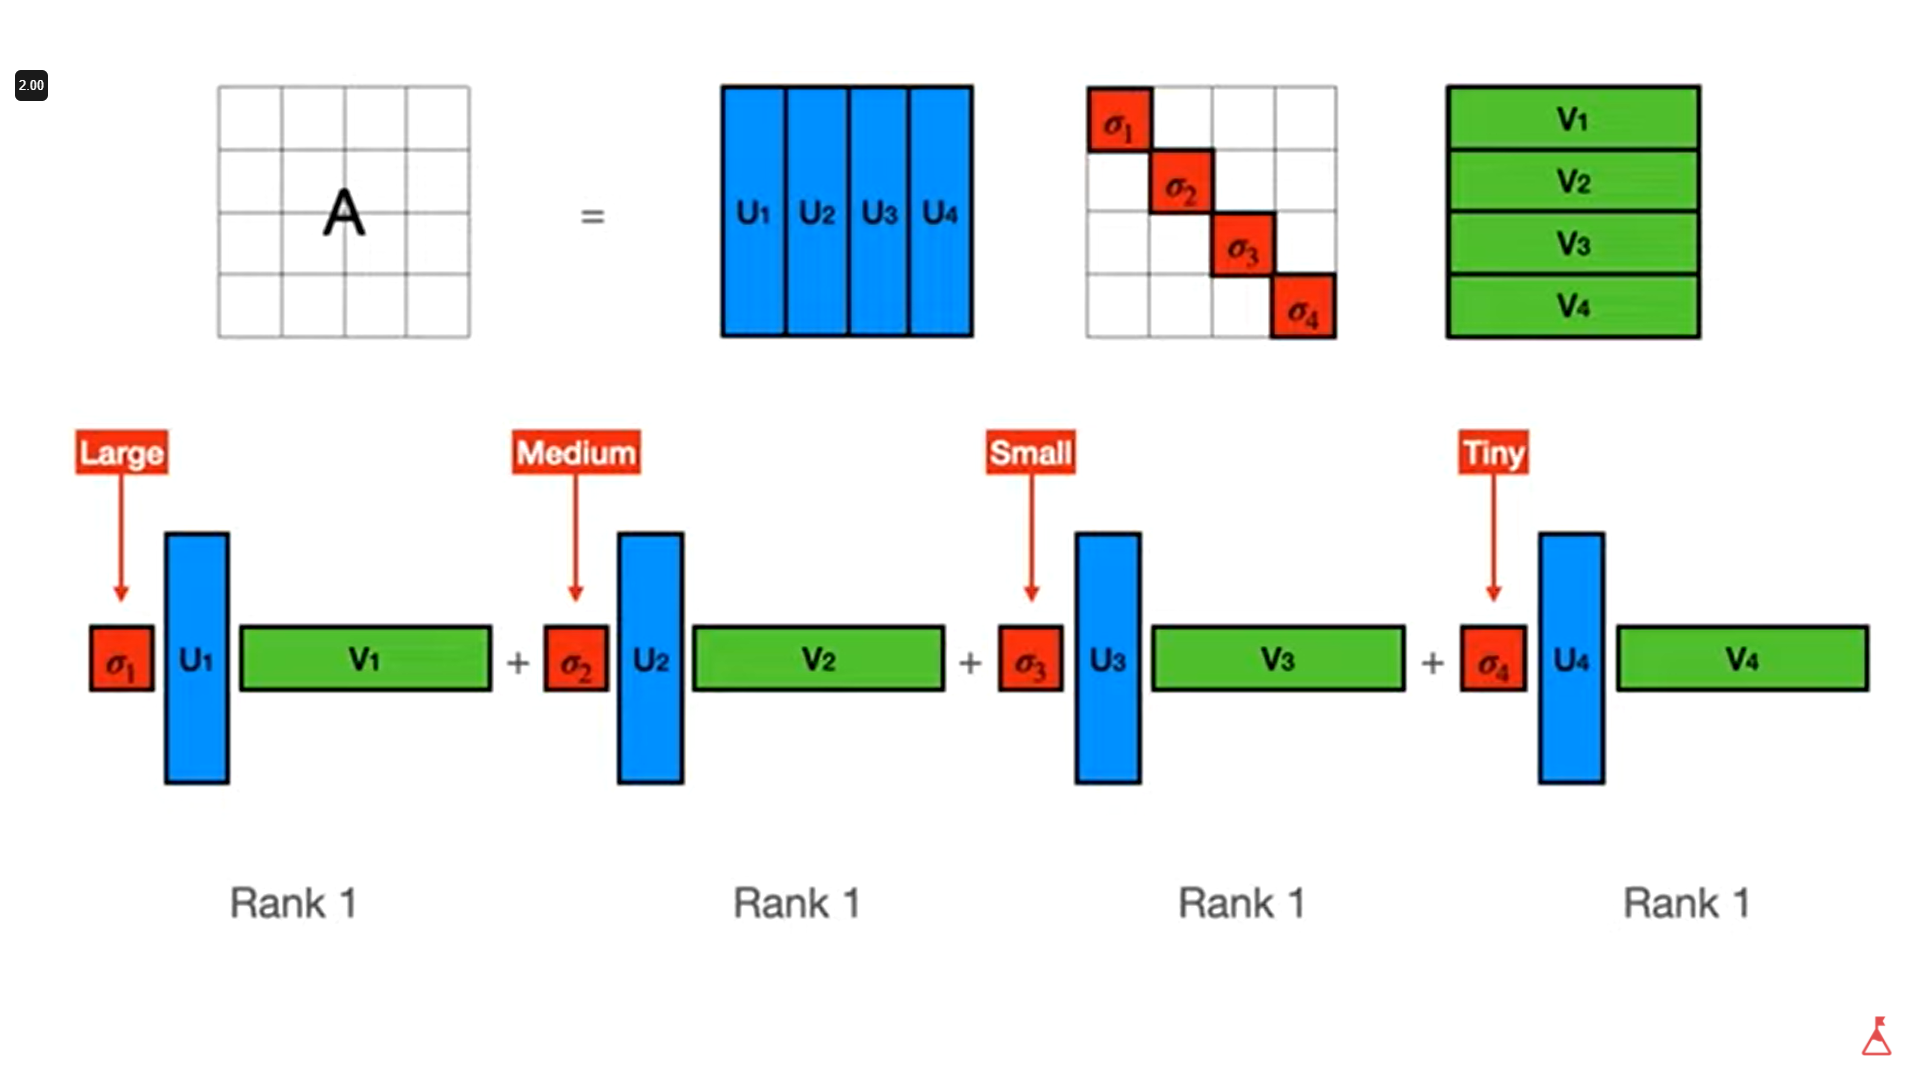 2.00
A = U1 U2 U3 U4 σ1 σ2 σ3 σ4 V1
V2
V3
V4
Large Medium Small Tiny
σ1 U1 V1 + σ2 U2 V2 + σ3 U3 V3 + σ4 U4 V4
Rank 1 Rank 1 Rank 1 Rank 1